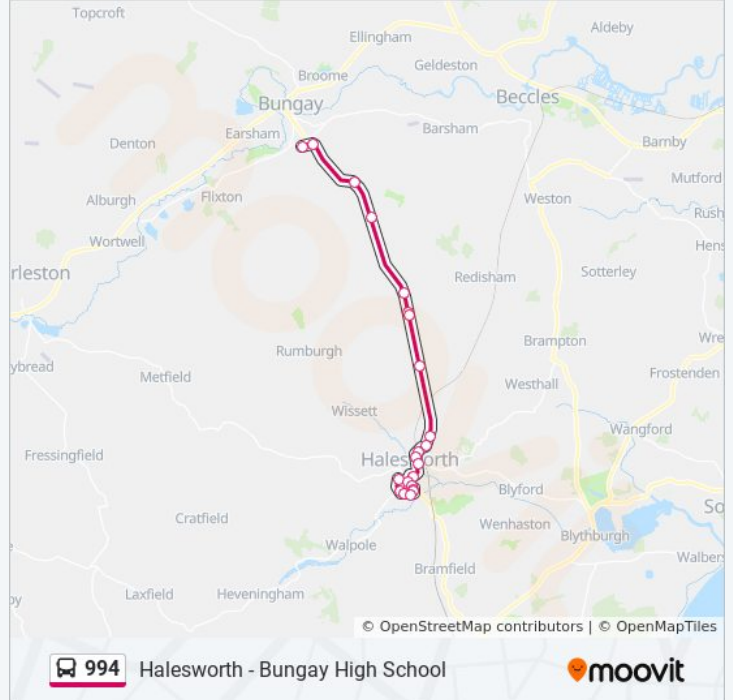 Topcroft
Aldeby
Ellingham
Geldeston
Broome
Beccles
Bungay
Earsham
Barsham
Denton
Barnby
Mutford
Flixton
Alburgh
Weston
Rush
Wortwell
Hens
rleston
Redisham
Sotterley
Wre
Brampton
Rumburgh
ybread
Frostenden
Metfield
Westhall
Wissett
Wangford
Fressingfield
Halesworth
Blyford
So
Cratfield
Wenhaston
Blythburgh
Walpole
Walbers
Bramfield
Laxfield
Heveningham
by
© OpenStreetMap contributors | © OpenMapTiles
994 Halesworth - Bungay High School
moovit